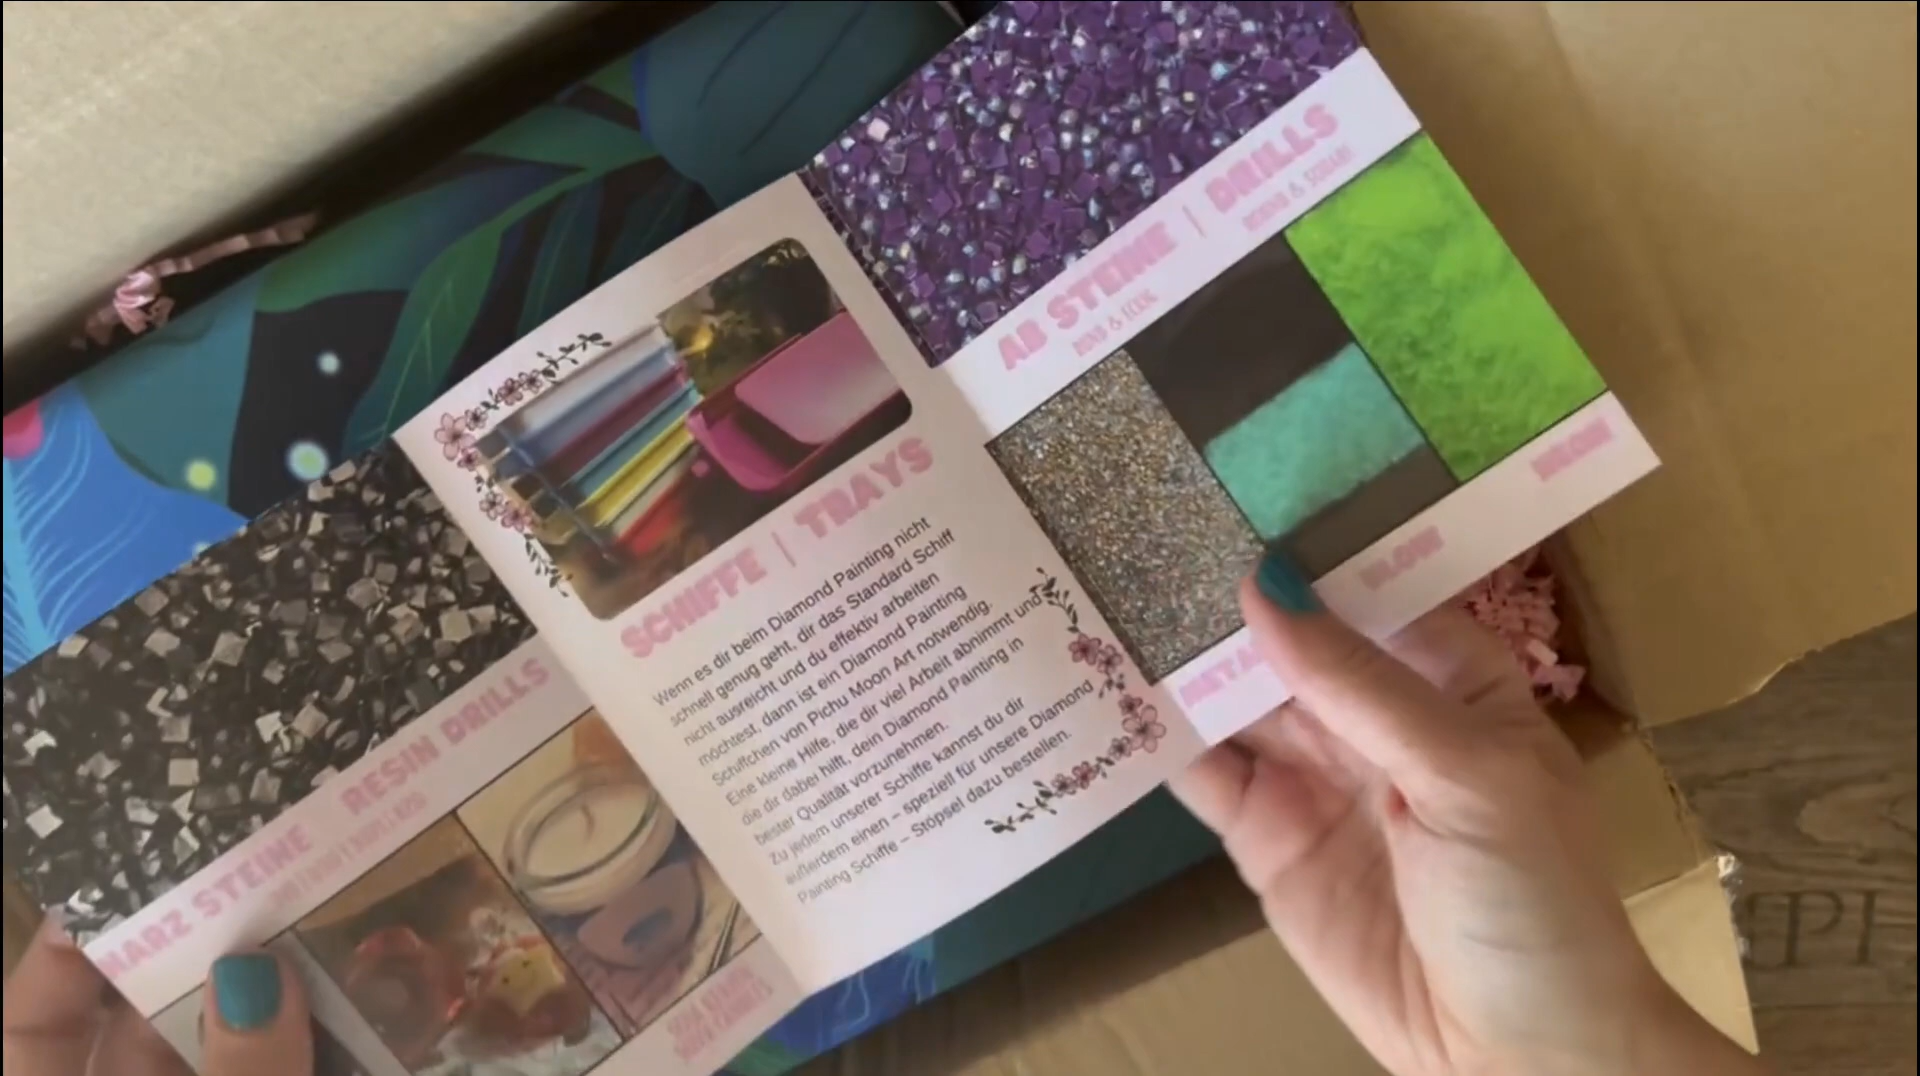 HARZ STEINE
RESIN DRILLS
SCHIFFE | TRAYS
Wenn es dir beim Diamond Painting nicht
schnell genug geht, dir das Standard Schiff
nicht ausreicht und du effektiv arbeiten
möchtest, dann ist ein Diamond Painting
Schiffchen von Pichu Moon Art notwendig.
Eine kleine Hilfe, die dir viel Arbeit abnimmt und
die dir dabei hilft, dein Diamond Painting in
bester Qualität vorzunehmen.
Zu jedem unserer Schiffe kannst du dir
außerdem einen – speziell für unsere Diamond
Painting Schiffe – Stöpsel dazu bestellen.
AB STEINE | DRILLS
RUND & ECKIG
ROUND & SQUARE
GLOW
NEON